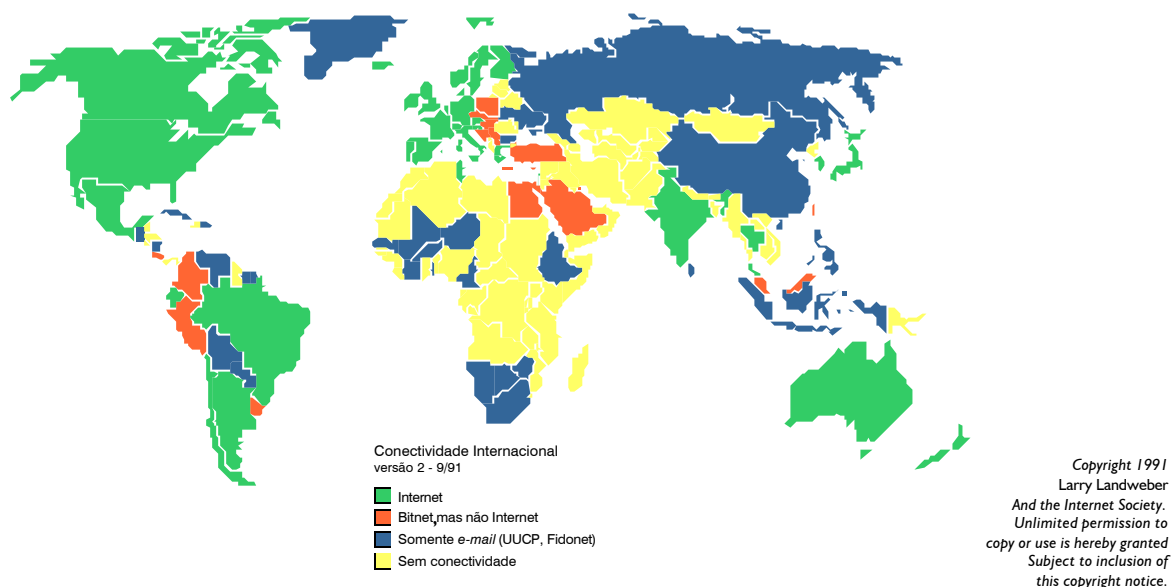 Conectividade Internacional
versão 2 - 9/91
Internet
Bitnet,mas não Internet
Somente e-mail (UUCP, Fidonet)
Sem conectividade
Copyright 1991
Larry Landweber
And the Internet Society.
Unlimited permission to
copy or use is hereby granted
Subject to inclusion of
this copyright notice.